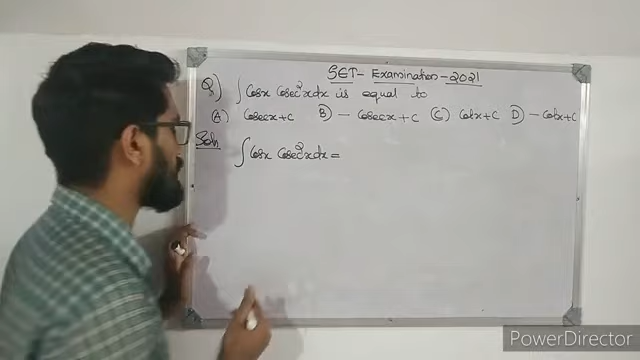 SET- Examination-2021
Q) ∫ Cosx Cosec²x dx is equal to
(A) Cosecx+C B) - Cosecx+C (C) Cotx+C D) - Cotx+C
Soln ∫ Cosx Cosec²x dx =
PowerDirector